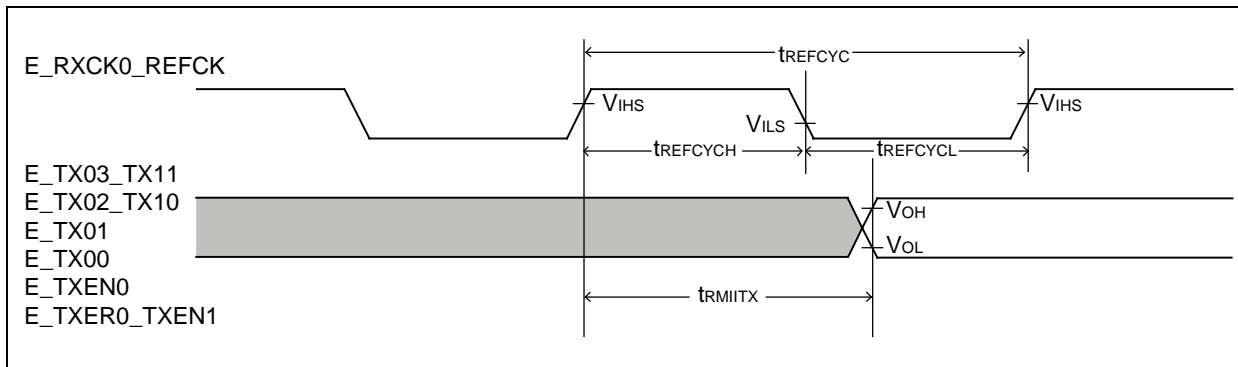 tREFCYC
E_RXCK0_REFCK
VIHS
VILS
VIHS
tREFCYCH
tREFCYCL
E_TX03_TX11
E_TX02_TX10
E_TX01
E_TX00
E_TXEN0
E_TXER0_TXEN1
VOH
VOL
tRMIITX